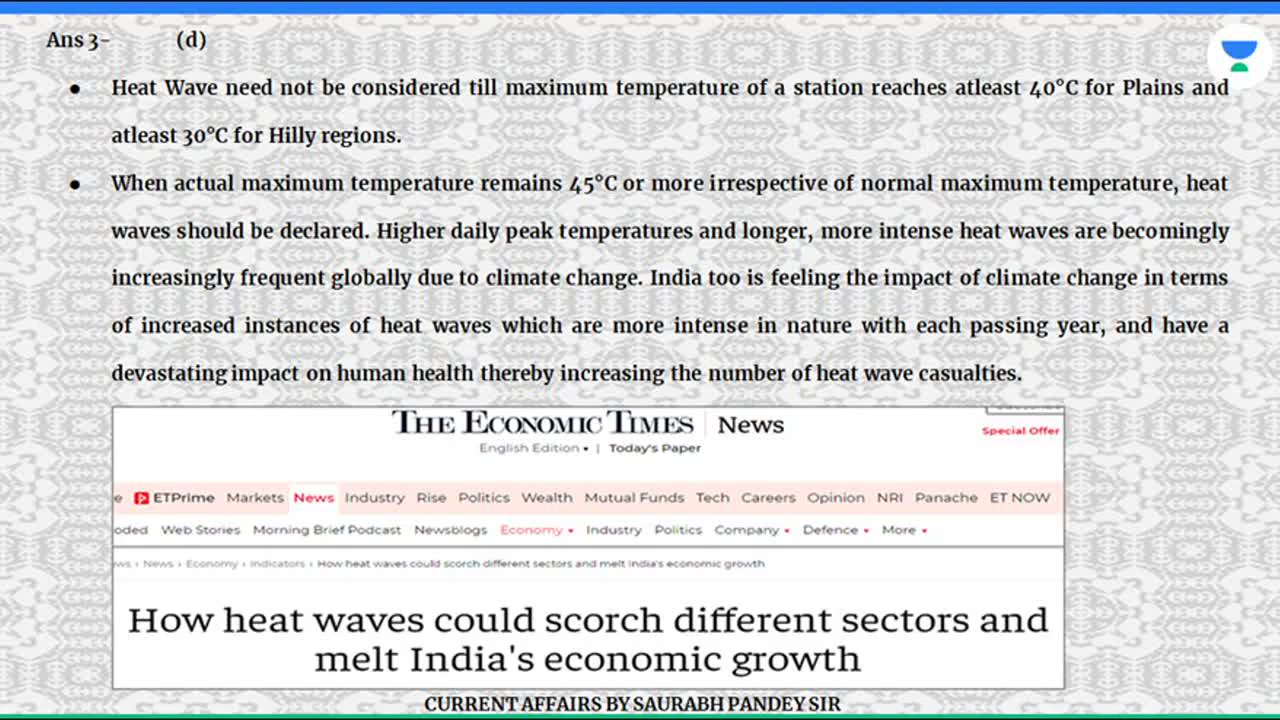 Ans 3- (d)
● Heat Wave need not be considered till maximum temperature of a station reaches atleast 40°C for Plains and
atleast 30°C for Hilly regions.
● When actual maximum temperature remains 45°C or more irrespective of normal maximum temperature, heat
waves should be declared. Higher daily peak temperatures and longer, more intense heat waves are becomingly
increasingly frequent globally due to climate change. India too is feeling the impact of climate change in terms
of increased instances of heat waves which are more intense in nature with each passing year, and have a
devastating impact on human health thereby increasing the number of heat wave casualties.
THE ECONOMIC TIMES | News
Special Offer
English Edition ▾ | Today's Paper
e ETPrime Markets News Industry Rise Politics Wealth Mutual Funds Tech Careers Opinion NRI Panache ET NOW
oded Web Stories Morning Brief Podcast Newsblogs Economy ▾ Industry Politics Company ▾ Defence ▾ More ▾
ws › News › Economy › Indicators › How heat waves could scorch different sectors and melt India's economic growth
How heat waves could scorch different sectors and
melt India's economic growth
CURRENT AFFAIRS BY SAURABH PANDEY SIR